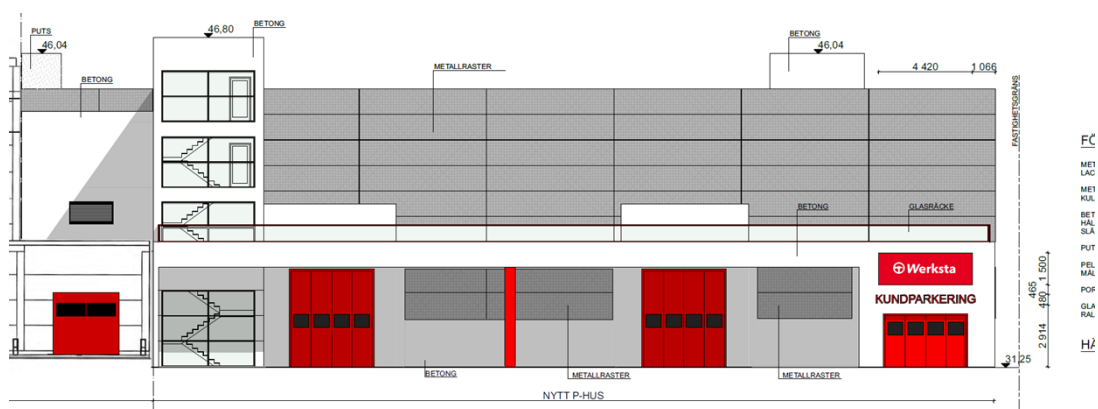 PUTS
46,04
BETONG
46,80
BETONG
METALLRASTER
BETONG
46,04
4 420
1 066
FASTIGHETSGRÄNS
BETONG
GLASRÄCKE
Werksta
KUNDPARKERING
1 500
465
480
2 914
31,25
BETONG
METALLRASTER
METALLRASTER
NYTT P-HUS
FÖ
MET
LAC
MET
KUL
BET
HÅL
SLÄ
PUT
PEL
MÅL
POR
GLA
RAL
HÄ